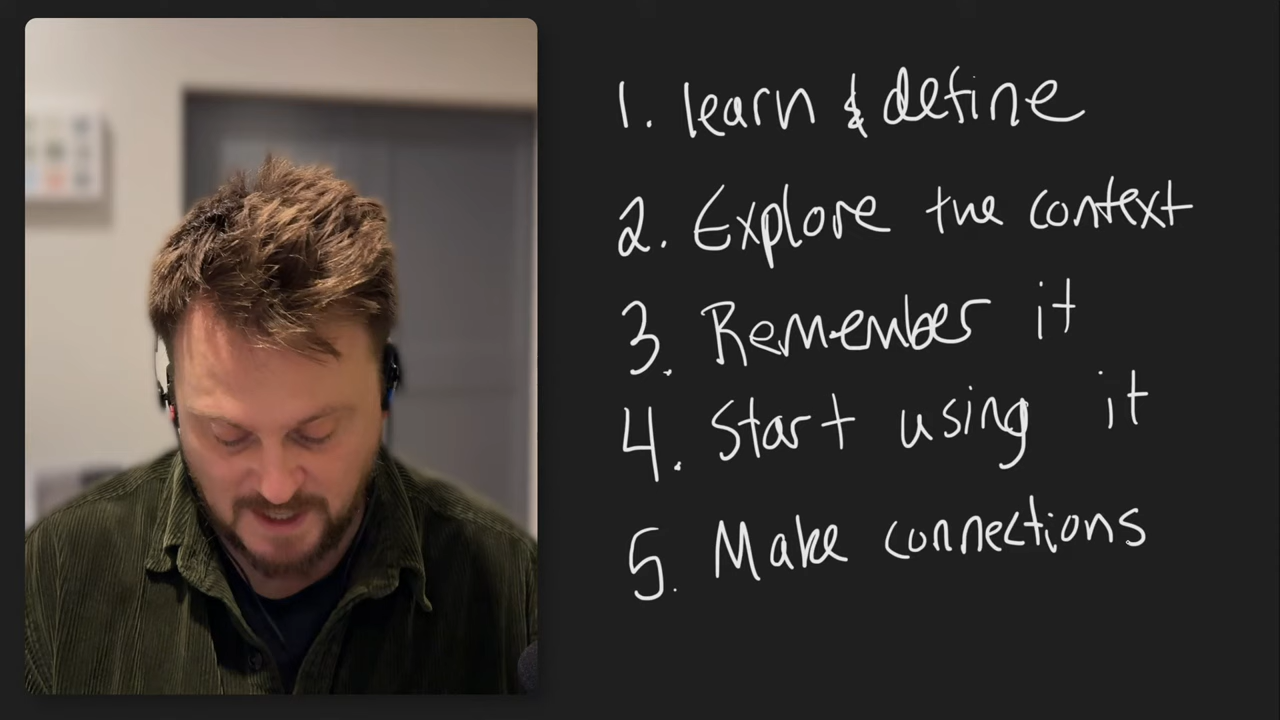 1. learn & define
2. Explore the context
3. Remember it
4. Start using it
5. Make connections